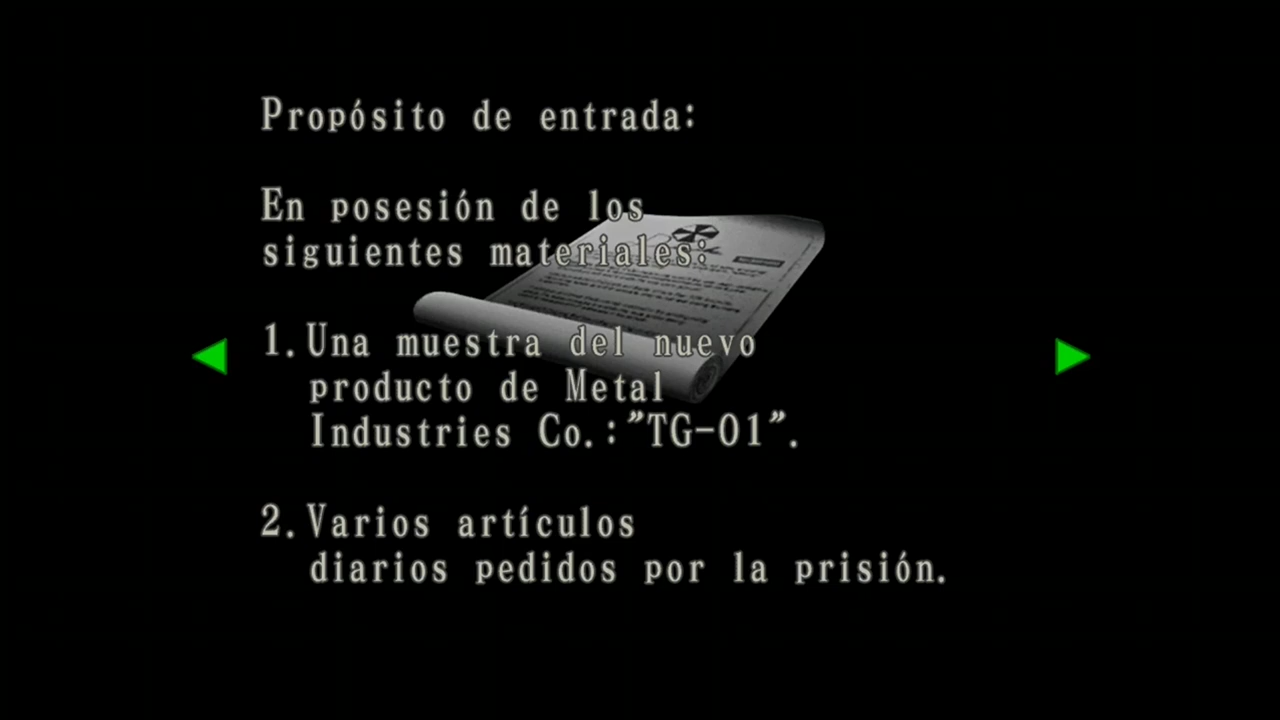 Propósito de entrada:
En posesión de los
siguientes materiales:
1.Una muestra del nuevo
producto de Metal
Industries Co.:"TG-01".
2.Varios artículos
diarios pedidos por la prisión.